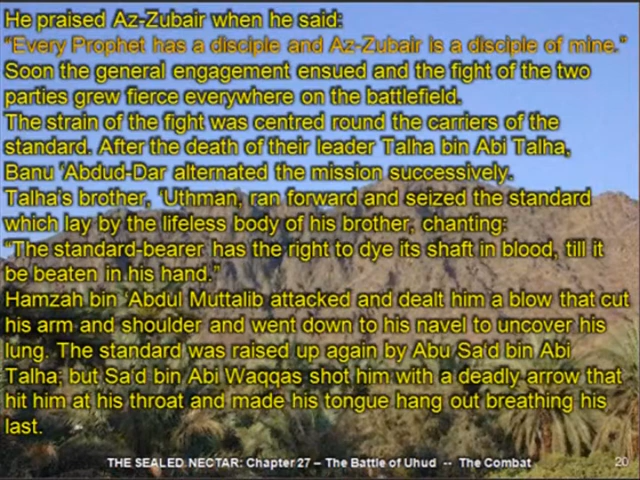 He praised Az-Zubair when he said:
“Every Prophet has a disciple and Az-Zubair is a disciple of mine.”
Soon the general engagement ensued and the fight of the two
parties grew fierce everywhere on the battlefield.
The strain of the fight was centred round the carriers of the
standard. After the death of their leader Talha bin Abi Talha,
Banu ‘Abdud-Dar alternated the mission successively.
Talha's brother, ‘Uthman, ran forward and seized the standard
which lay by the lifeless body of his brother, chanting:
“The standard-bearer has the right to dye its shaft in blood, till it
be beaten in his hand.”
Hamzah bin ‘Abdul Muttalib attacked and dealt him a blow that cut
his arm and shoulder and went down to his navel to uncover his
lung. The standard was raised up again by Abu Sa'd bin Abi
Talha; but Sa'd bin Abi Waqqas shot him with a deadly arrow that
hit him at his throat and made his tongue hang out breathing his
last.
THE SEALED NECTAR: Chapter 27 – The Battle of Uhud -- The Combat
20